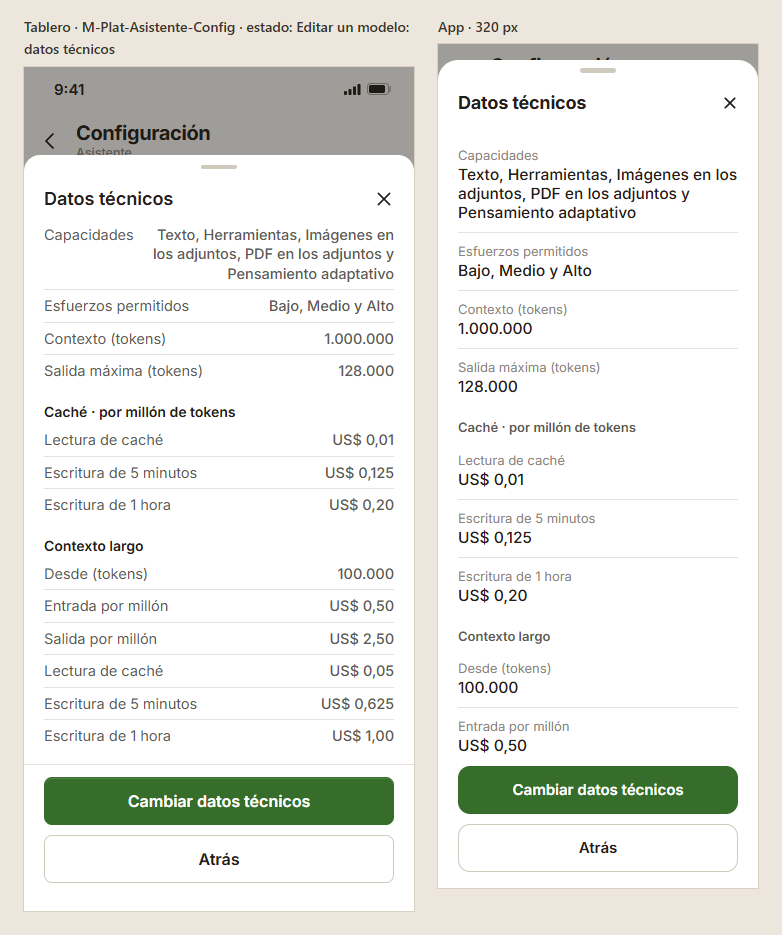 Tablero · M-Plat-Asistente-Config · estado: Editar un modelo:
datos técnicos
9:41
Configuración
Datos técnicos
Capacidades
Texto, Herramientas, Imágenes en
los adjuntos, PDF en los adjuntos y
Pensamiento adaptativo
Esfuerzos permitidos
Bajo, Medio y Alto
Contexto (tokens)
1.000.000
Salida máxima (tokens)
128.000
Caché · por millón de tokens
Lectura de caché
US$ 0,01
Escritura de 5 minutos
US$ 0,125
Escritura de 1 hora
US$ 0,20
Contexto largo
Desde (tokens)
100.000
Entrada por millón
US$ 0,50
Salida por millón
US$ 2,50
Lectura de caché
US$ 0,05
Escritura de 5 minutos
US$ 0,625
Escritura de 1 hora
US$ 1,00
Cambiar datos técnicos
Atrás
App · 320 px
Datos técnicos
Capacidades
Texto, Herramientas, Imágenes en los
adjuntos, PDF en los adjuntos y
Pensamiento adaptativo
Esfuerzos permitidos
Bajo, Medio y Alto
Contexto (tokens)
1.000.000
Salida máxima (tokens)
128.000
Caché · por millón de tokens
Lectura de caché
US$ 0,01
Escritura de 5 minutos
US$ 0,125
Escritura de 1 hora
US$ 0,20
Contexto largo
Desde (tokens)
100.000
Entrada por millón
US$ 0,50
Cambiar datos técnicos
Atrás